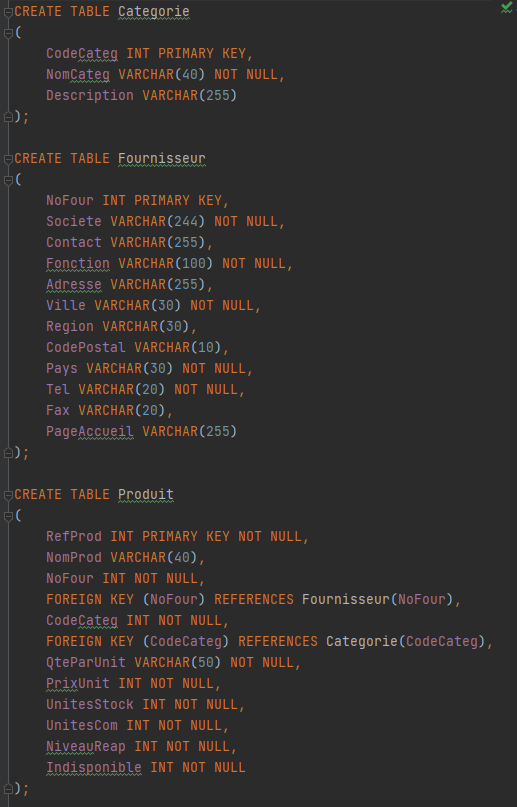 CREATE TABLE Categorie
(
    CodeCateg INT PRIMARY KEY,
    NomCateg VARCHAR(40) NOT NULL,
    Description VARCHAR(255)
);

CREATE TABLE Fournisseur
(
    NoFour INT PRIMARY KEY,
    Societe VARCHAR(244) NOT NULL,
    Contact VARCHAR(255),
    Fonction VARCHAR(100) NOT NULL,
    Adresse VARCHAR(255),
    Ville VARCHAR(30) NOT NULL,
    Region VARCHAR(30),
    CodePostal VARCHAR(10),
    Pays VARCHAR(30) NOT NULL,
    Tel VARCHAR(20) NOT NULL,
    Fax VARCHAR(20),
    PageAccueil VARCHAR(255)
);

CREATE TABLE Produit
(
    RefProd INT PRIMARY KEY NOT NULL,
    NomProd VARCHAR(40),
    NoFour INT NOT NULL,
    FOREIGN KEY (NoFour) REFERENCES Fournisseur(NoFour),
    CodeCateg INT NOT NULL,
    FOREIGN KEY (CodeCateg) REFERENCES Categorie(CodeCateg),
    QteParUnit VARCHAR(50) NOT NULL,
    PrixUnit INT NOT NULL,
    UnitesStock INT NOT NULL,
    UnitesCom INT NOT NULL,
    NiveauReap INT NOT NULL,
    Indisponible INT NOT NULL
);